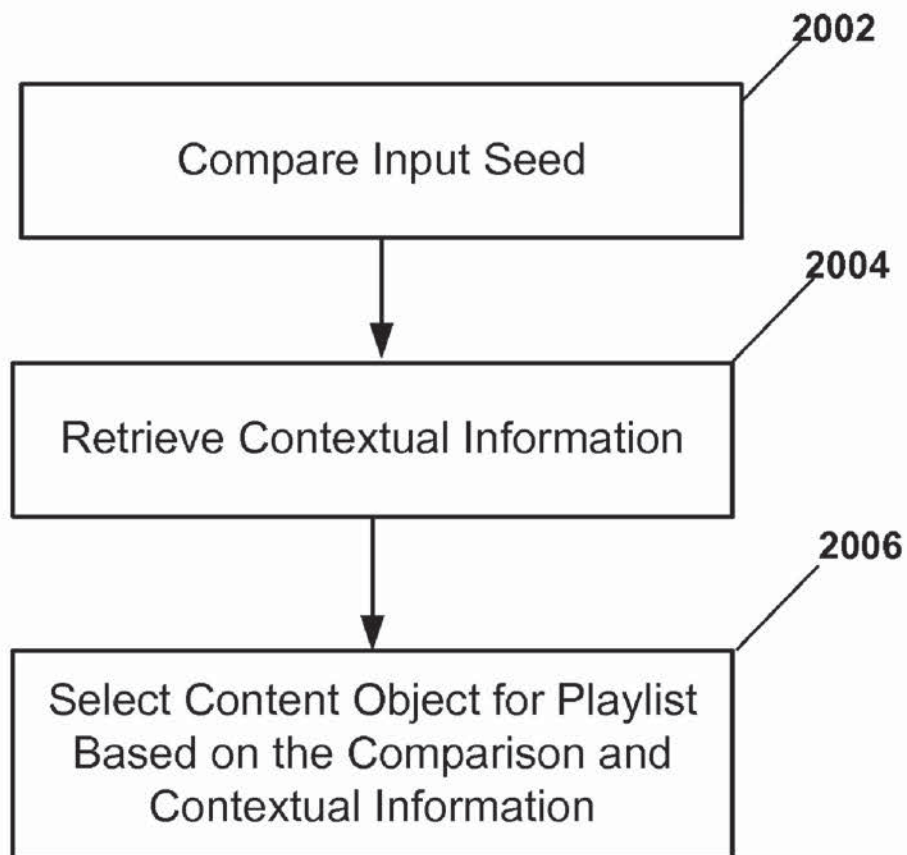 2002
Compare Input Seed
2004
Retrieve Contextual Information
2006
Select Content Object for Playlist
Based on the Comparison and
Contextual Information